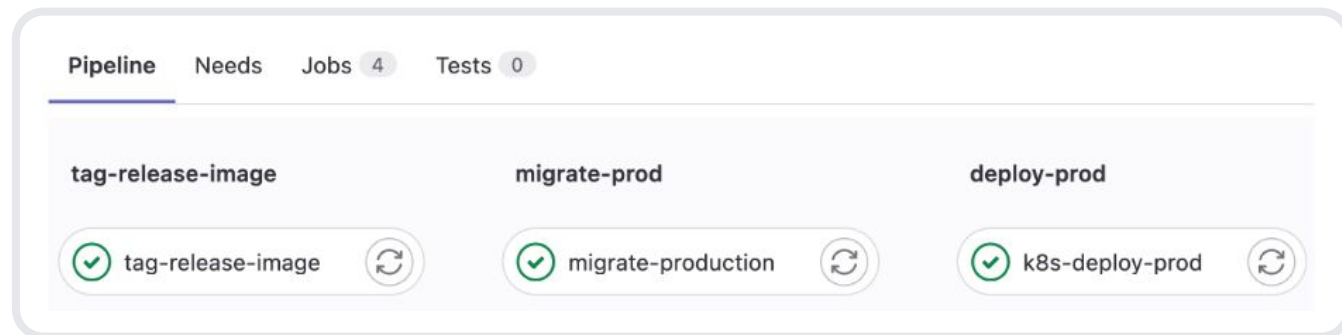 Pipeline Needs Jobs 4 Tests 0
tag-release-image migrate-prod deploy-prod
tag-release-image migrate-production k8s-deploy-prod